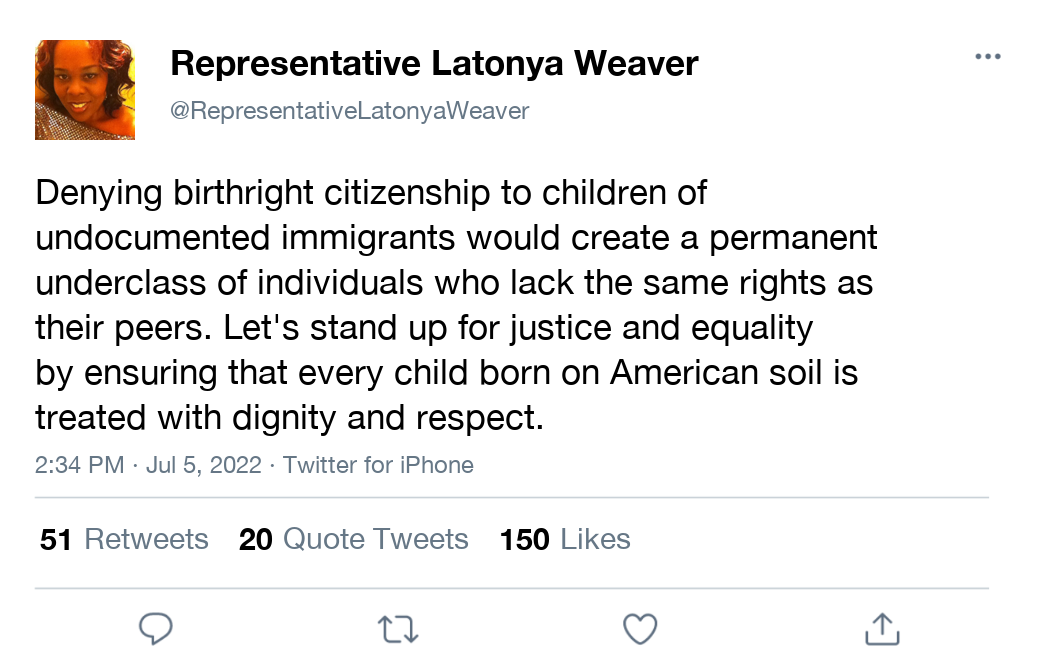 Representative Latonya Weaver
@RepresentativeLatonyaWeaver
Denying birthright citizenship to children of
undocumented immigrants would create a permanent
underclass of individuals who lack the same rights as
their peers. Let's stand up for justice and equality
by ensuring that every child born on American soil is
treated with dignity and respect.
2:34 PM · Jul 5, 2022 · Twitter for iPhone
51 Retweets 20 Quote Tweets 150 Likes